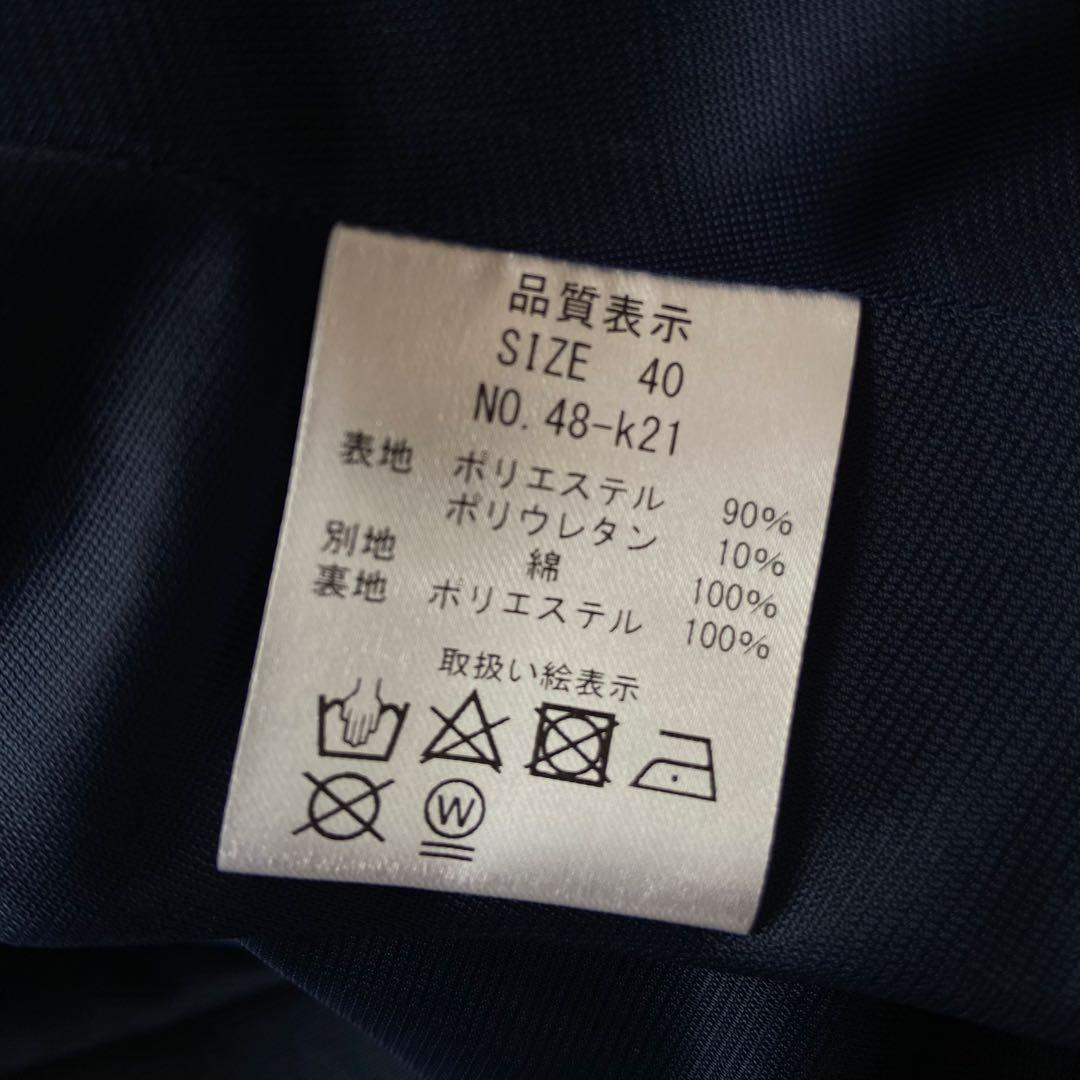 品質表示
SIZE 40
NO. 48-k21
表地 ポリエステル 90%
ポリウレタン 10%
別地 綿 100%
裏地 ポリエステル 100%
取扱い絵表示
W